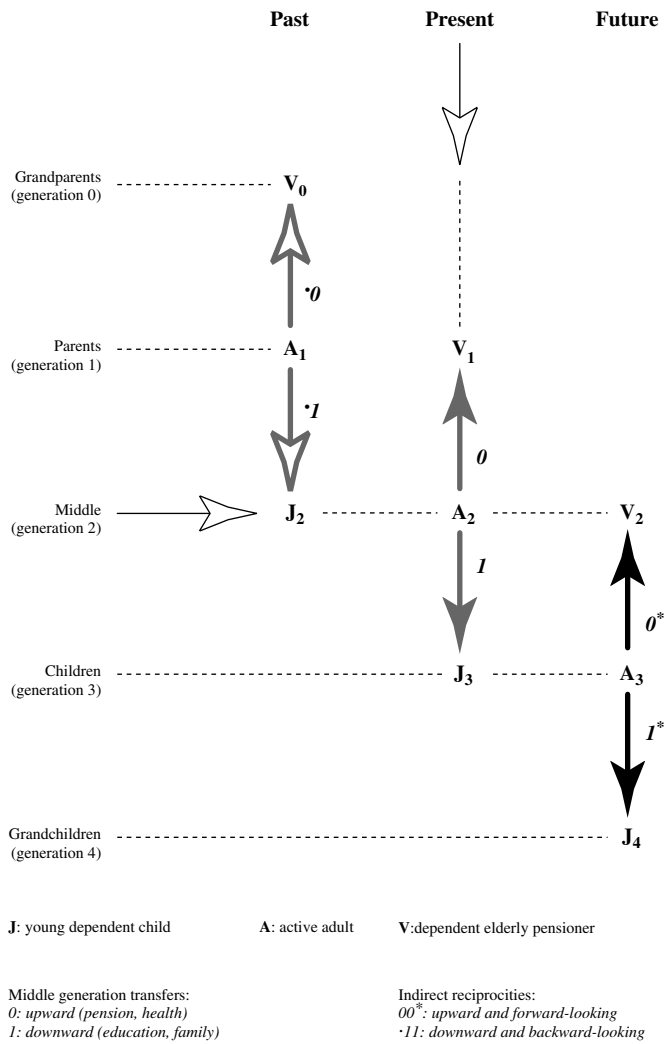 Past Present Future
Grandparents
(generation 0)
V₀
·0
Parents
(generation 1)
A₁ V₁
·1
0
Middle
(generation 2)
J₂ A₂ V₂
1
0*
Children
(generation 3)
J₃ A₃
1*
Grandchildren
(generation 4)
J₄
J: young dependent child A: active adult V:dependent elderly pensioner
Middle generation transfers: Indirect reciprocities:
0: upward (pension, health) 00*: upward and forward-looking
1: downward (education, family) ·11: downward and backward-looking